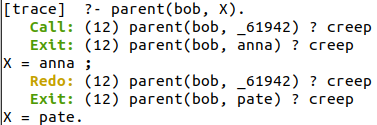 [trace]  ?- parent(bob, X).
   Call: (12) parent(bob, _61942) ? creep
   Exit: (12) parent(bob, anna) ? creep
X = anna ;
   Redo: (12) parent(bob, _61942) ? creep
   Exit: (12) parent(bob, pate) ? creep
X = pate.